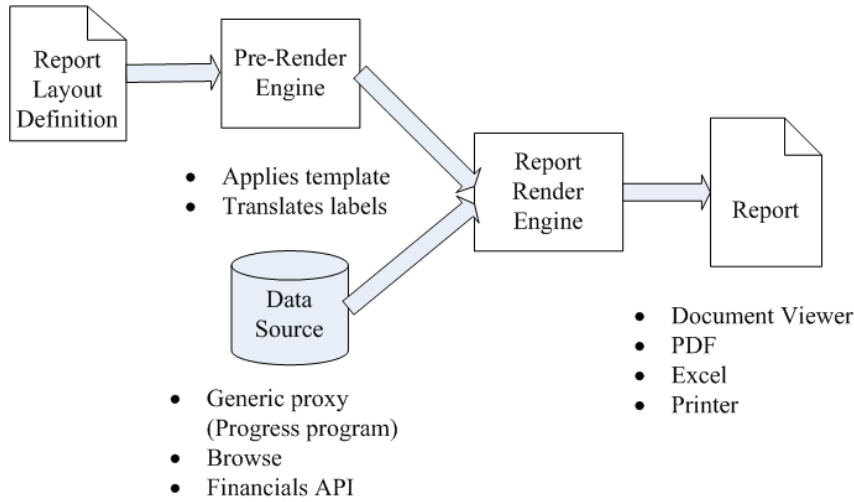 Report
Layout
Definition
Pre-Render
Engine
• Applies template
• Translates labels
Data
Source
• Generic proxy
(Progress program)
• Browse
• Financials API
Report
Render
Engine
Report
• Document Viewer
• PDF
• Excel
• Printer